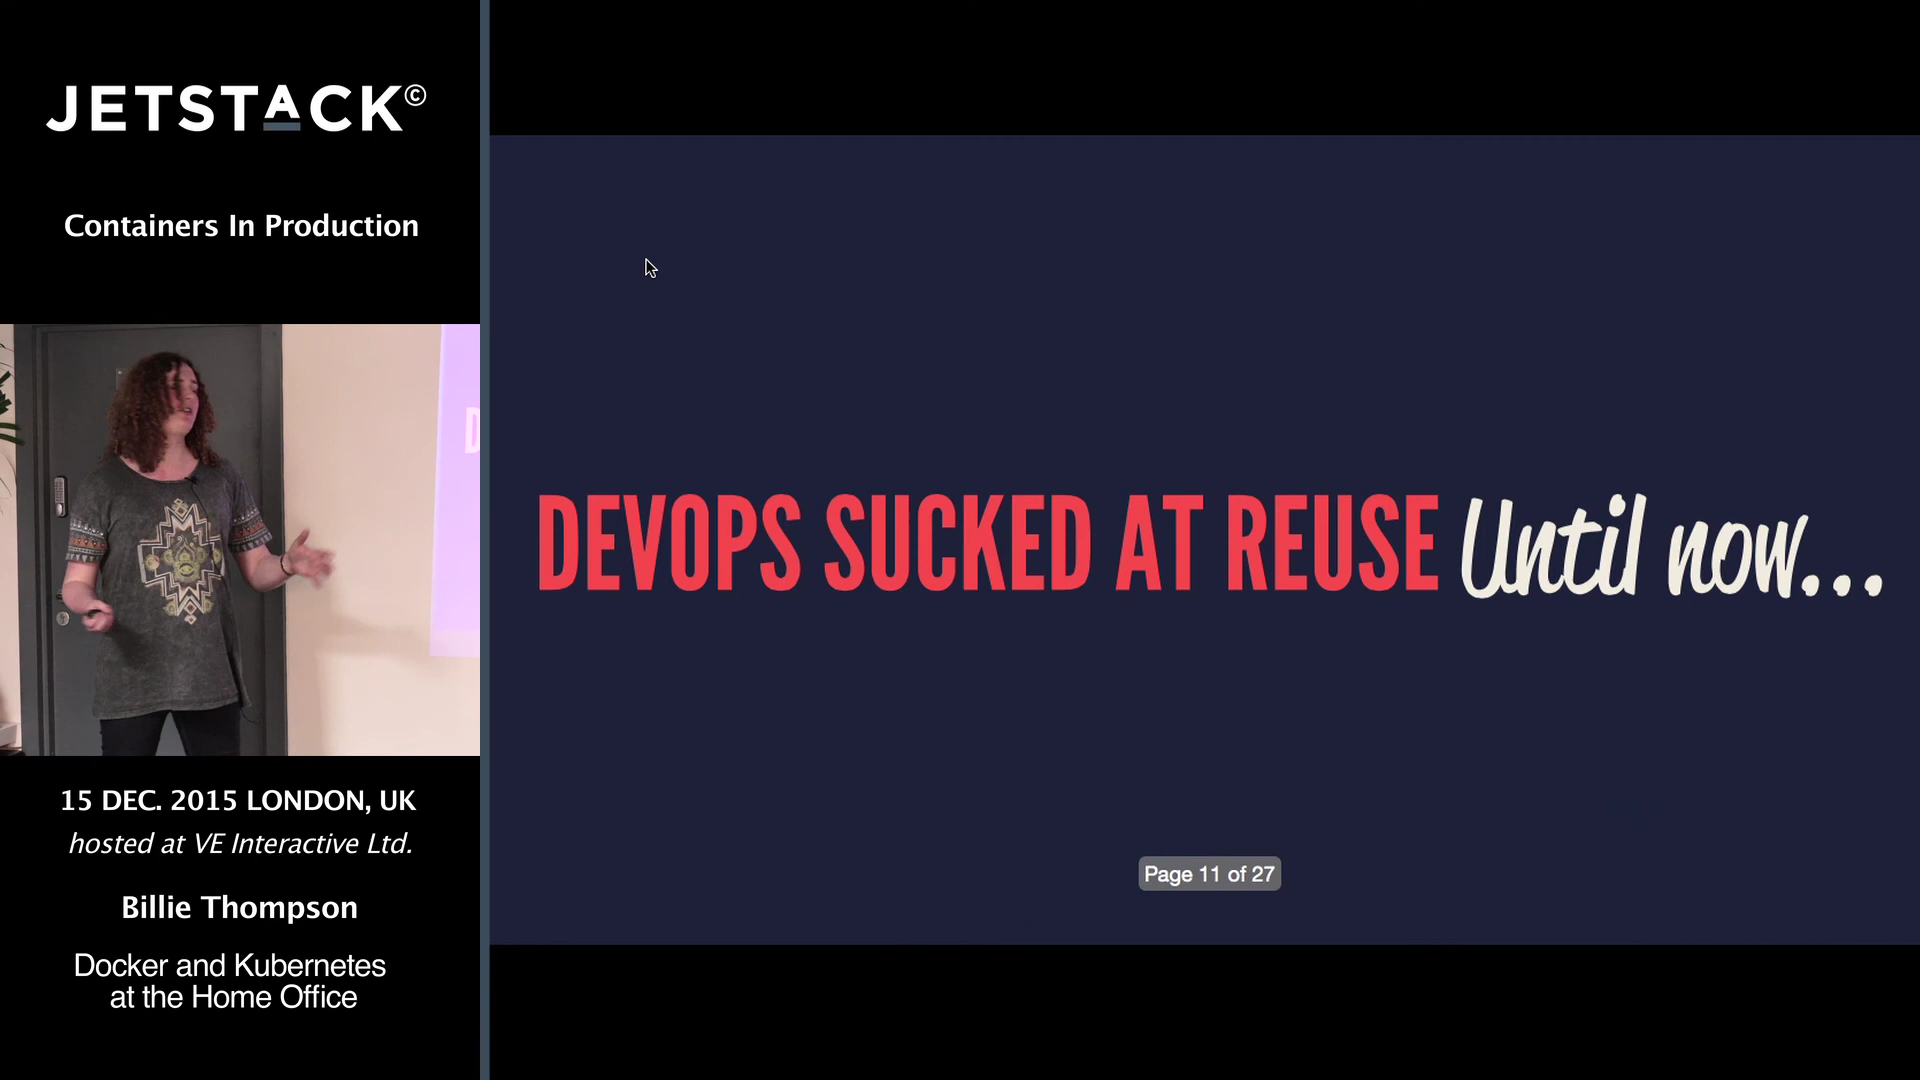 JETSTACK©
Containers In Production
D
15 DEC. 2015 LONDON, UK
hosted at VE Interactive Ltd.
Billie Thompson
Docker and Kubernetes
at the Home Office
DEVOPS SUCKED AT REUSE Until now...
Page 11 of 27